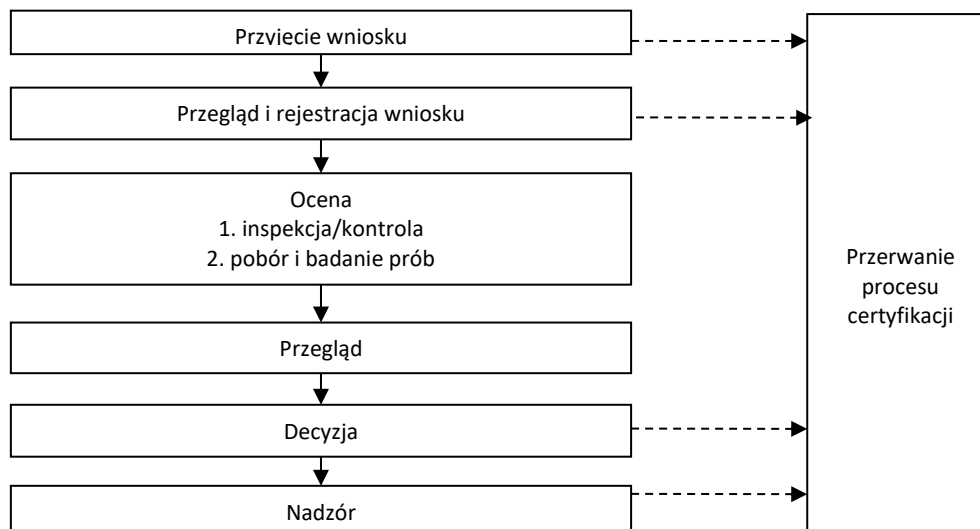 Przyjęcie wniosku
Przegląd i rejestracja wniosku
Ocena
1. inspekcja/kontrola
2. pobór i badanie prób
Przegląd
Decyzja
Nadzór
Przerwanie
procesu
certyfikacji